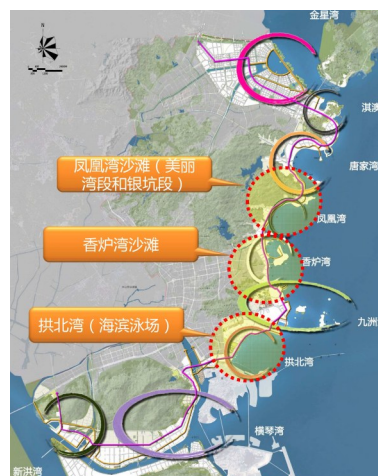 金星湾
N
淇澳
唐家湾
凤凰湾沙滩（美丽
湾段和银坑段）
凤凰湾
香炉湾沙滩
香炉湾
拱北湾（海滨泳场）
九洲
拱北湾
横琴湾
新洪湾